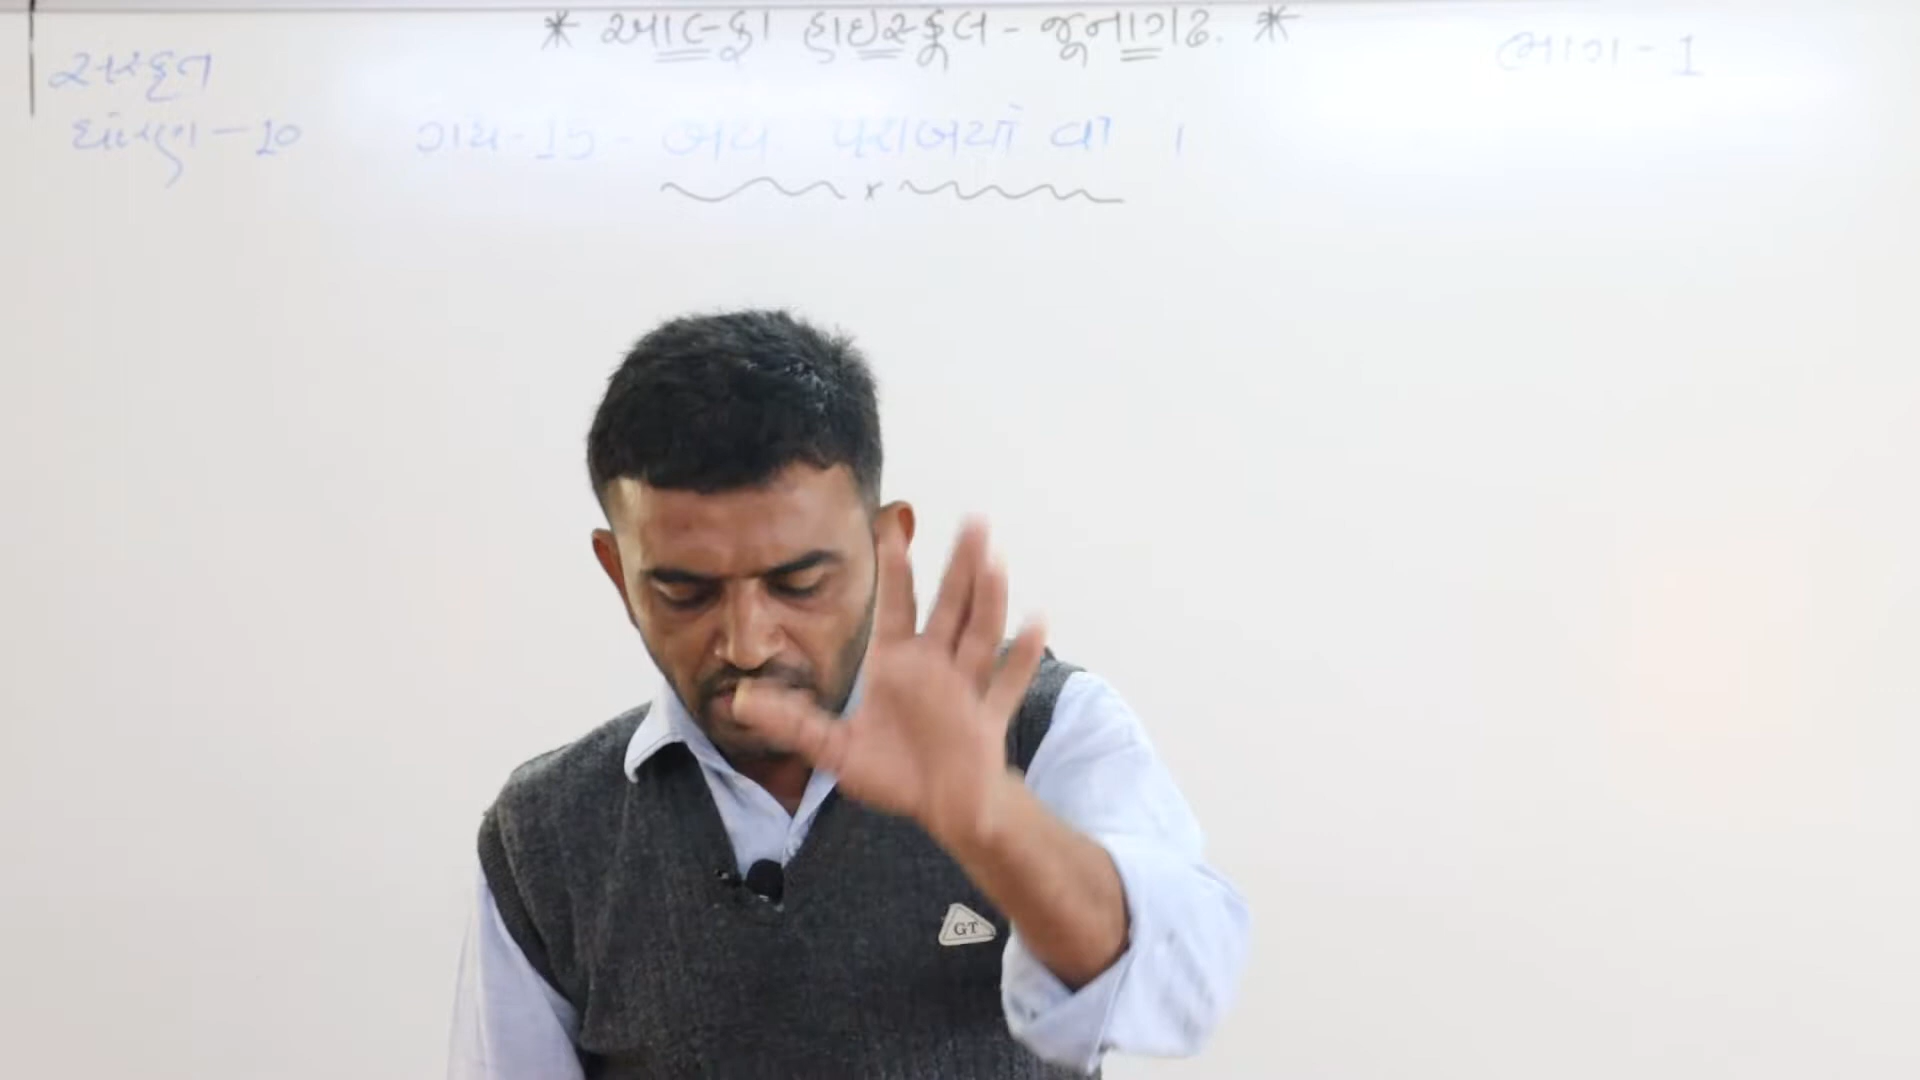 * આલ્ફા હાઇસ્કૂલ - જૂનાગઢ. *
સંસ્કૃત
ભાગ - 1
ધોરણ - 10
ગદ્ય - 15 - જયઃ પરાજયો વા ।
GT